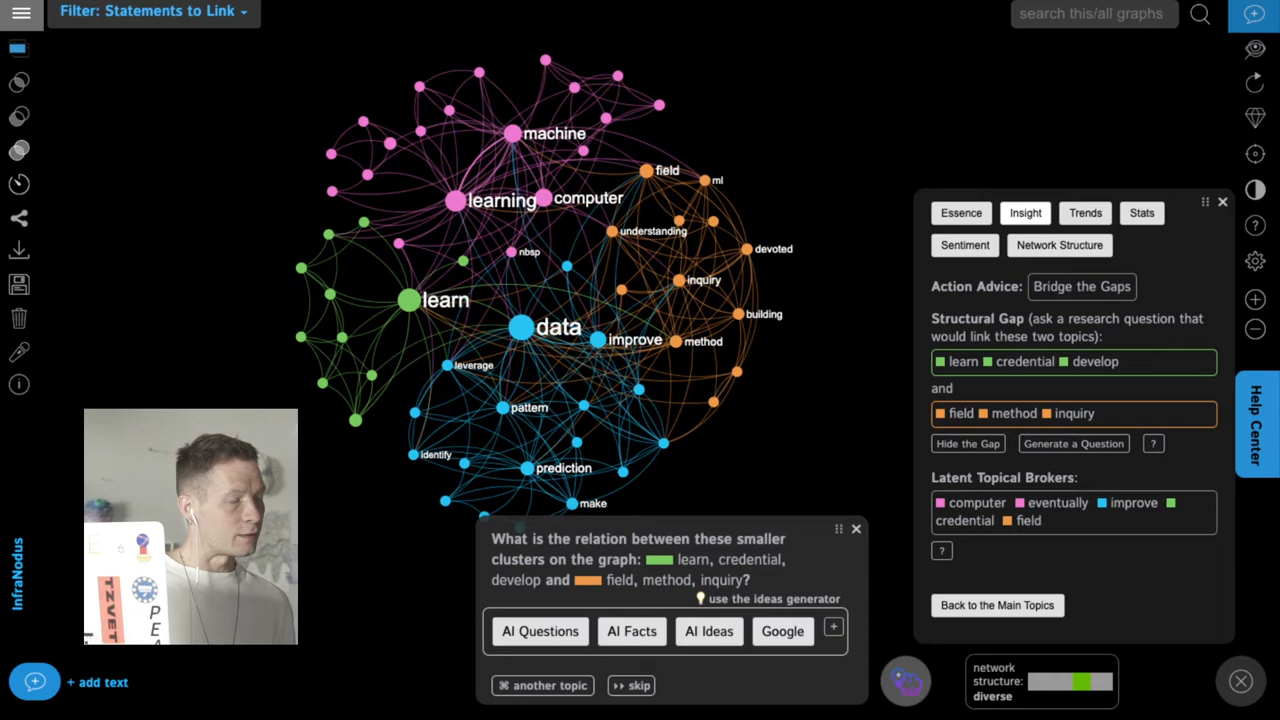 Filter: Statements to Link
search this/all graphs
machine
learning
computer
field
ml
understanding
devoted
nbsp
inquiry
learn
data
building
improve
method
leverage
pattern
identify
prediction
make
Essence
Insight
Trends
Stats
Sentiment
Network Structure
Action Advice: Bridge the Gaps
Structural Gap (ask a research question that
would link these two topics):
learn credential develop
and
field method inquiry
Hide the Gap
Generate a Question
?
Latent Topical Brokers:
computer eventually improve
credential field
?
Back to the Main Topics
Help Center
InfraNodus
TZVET
P
E
What is the relation between these smaller
clusters on the graph: learn, credential,
develop and field, method, inquiry?
use the ideas generator
AI Questions
AI Facts
AI Ideas
Google
+
⌘ another topic
skip
+ add text
network
structure:
diverse